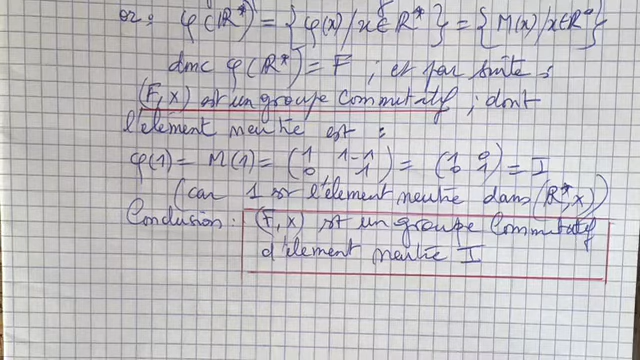 or: φ(ℝ*) = {φ(x) / x ∈ ℝ*} = {M(x) / x ∈ ℝ*}
donc φ(ℝ*) = F ; et par suite :
(F, x) est un groupe commutatif ; dont
l'élément neutre est :
φ(1) = M(1) = (1 1-1 / 0 1) = (1 0 / 0 1) = I
(car 1 est l'élément neutre dans (ℝ*, x))
Conclusion : (F, x) est un groupe commutatif
d'élément neutre I